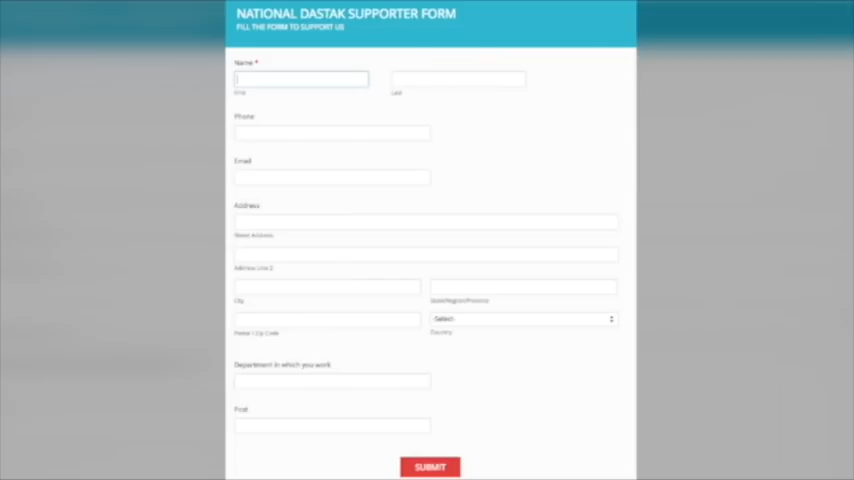 NATIONAL DASTAK SUPPORTER FORM
FILL THE FORM TO SUPPORT US
Name *
First Last
Phone
Email
Address
Street Address
Address Line 2
City State/Region/Province
Postal / Zip Code -Select- Country
Department in which you work
Post
SUBMIT